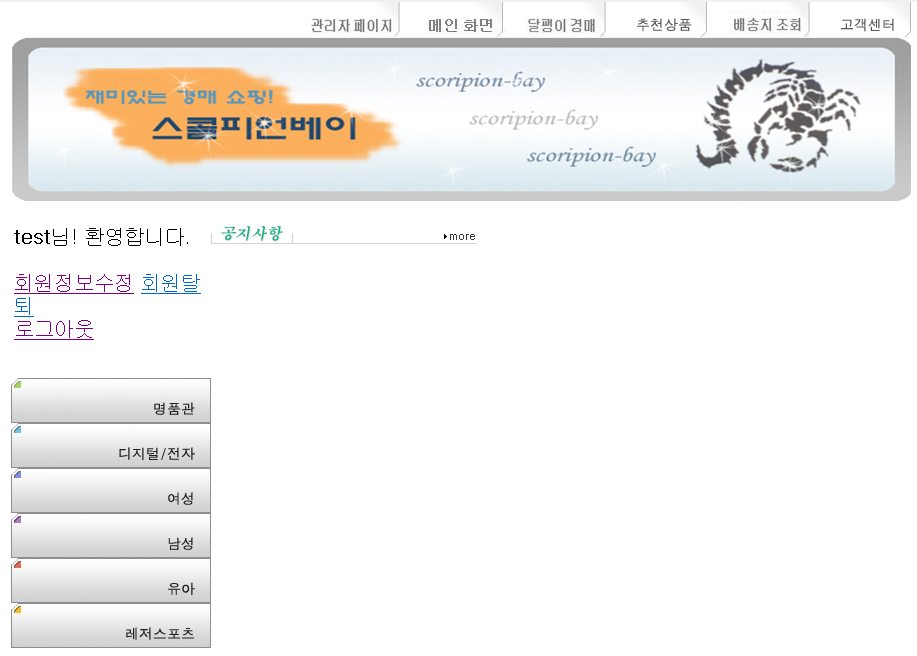 관리자 페이지 메인 화면 달팽이 경매 추천상품 배송지 조회 고객센터
재미있는 경매 쇼핑!
스콜피언베이
scoripion-bay
scoripion-bay
scoripion-bay
test님! 환영합니다.
공지사항 more
회원정보수정 회원탈
퇴
로그아웃
명품관
디지털/전자
여성
남성
유아
레저스포츠